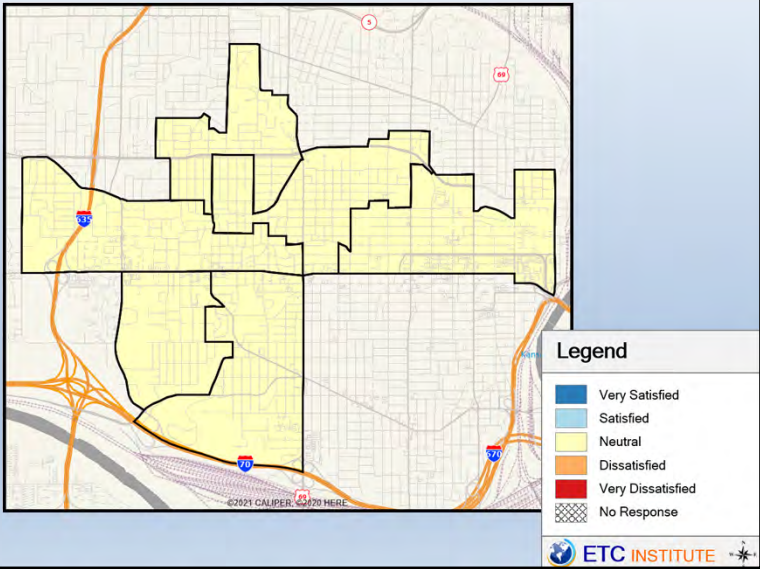 5
69
635
Legend
Kans
Very Satisfied
Satisfied
Neutral
Dissatisfied
Very Dissatisfied
No Response
670
70
69
©2021 CALIPER; ©2020 HERE
ETC INSTITUTE
N
W E
S